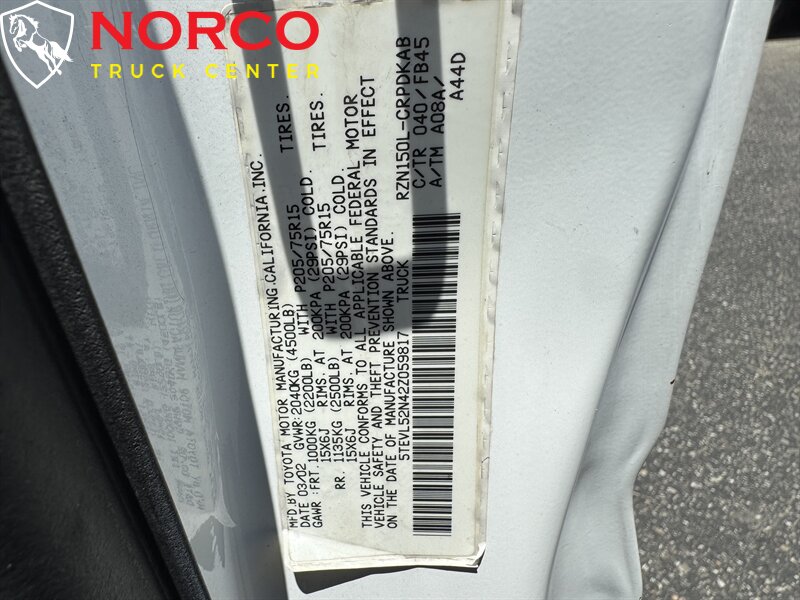 NORCO
TRUCK CENTER
MFD.BY TOYOTA MOTOR MANUFACTURING.CALIFORNIA.INC.
DATE 03/02 GVWR:2040KG (4500LB)
GAWR :FRT.1000KG (2200LB) WITH P205/75R15 TIRES.
15X6J RIMS. AT 200KPA (29PSI) COLD.
RR. 1135KG (2500LB) WITH P205/75R15 TIRES.
15X6J RIMS. AT 200KPA (29PSI) COLD.
THIS VEHICLE CONFORMS TO ALL APPLICABLE FEDERAL MOTOR
VEHICLE SAFETY AND THEFT PREVENTION STANDARDS IN EFFECT
ON THE DATE OF MANUFACTURE SHOWN ABOVE.
5TEVL52N42Z059817 TRUCK
RZN150L-CRPDKAB
C/TR 040/FB45
A/TM A08A/
A44D